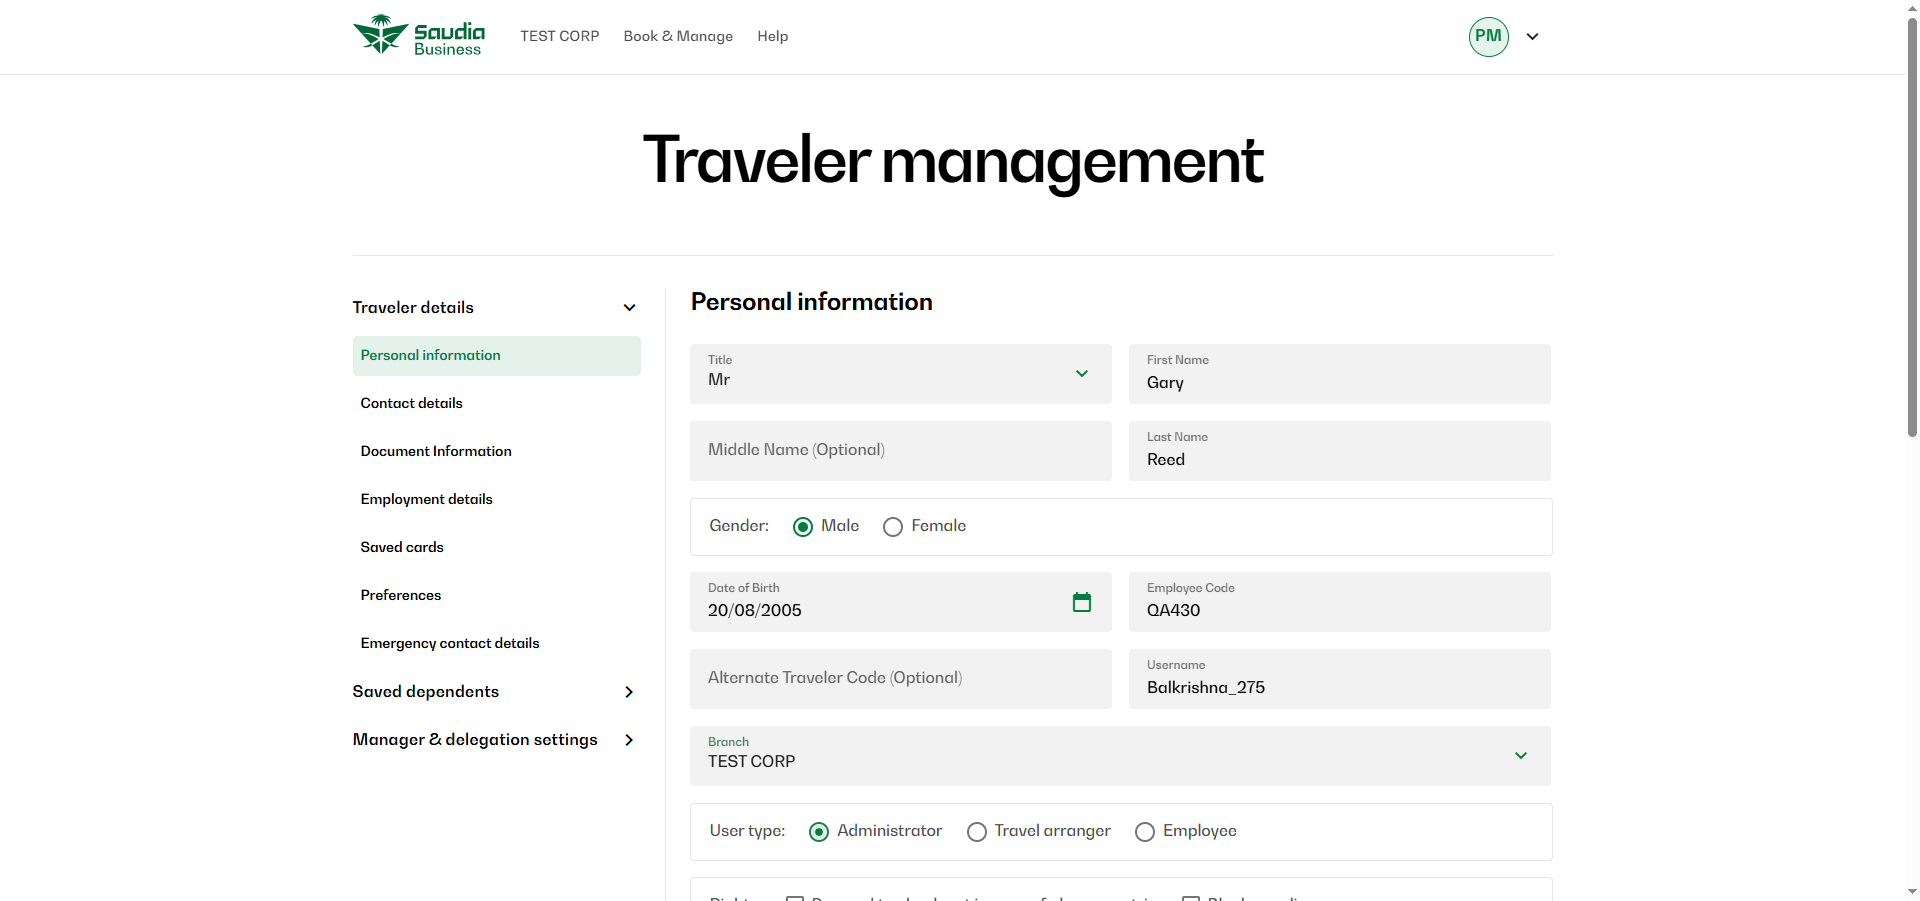 Saudia
Business
TEST CORP
Book & Manage
Help
PM
Traveler management
Traveler details
Personal information
Contact details
Document Information
Employment details
Saved cards
Preferences
Emergency contact details
Saved dependents
Manager & delegation settings
Personal information
Title
Mr
First Name
Gary
Middle Name (Optional)
Last Name
Reed
Gender: Male Female
Date of Birth
20/08/2005
Employee Code
QA430
Alternate Traveler Code (Optional)
Username
Balkrishna_275
Branch
TEST CORP
User type: Administrator Travel arranger Employee